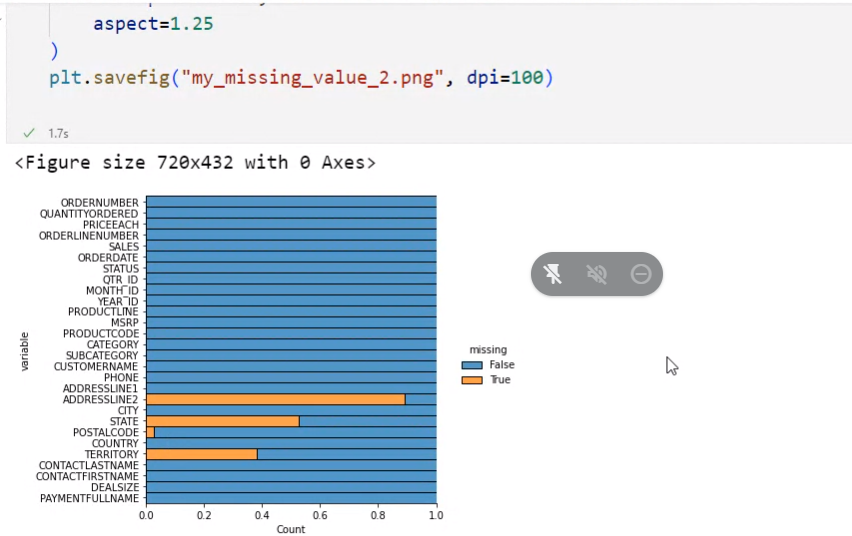 aspect=1.25
)
plt.savefig("my_missing_value_2.png", dpi=100)
1.7s
<Figure size 720x432 with 0 Axes>
ORDERNUMBER
QUANTITYORDERED
PRICEEACH
ORDERLINENUMBER
SALES
ORDERDATE
STATUS
QTR_ID
MONTH_ID
YEAR_ID
PRODUCTLINE
MSRP
PRODUCTCODE
CATEGORY
SUBCATEGORY
CUSTOMERNAME
PHONE
ADDRESSLINE1
ADDRESSLINE2
CITY
STATE
POSTALCODE
COUNTRY
TERRITORY
CONTACTLASTNAME
CONTACTFIRSTNAME
DEALSIZE
PAYMENTFULLNAME
variable
0.0 0.2 0.4 0.6 0.8 1.0
Count
missing
False
True